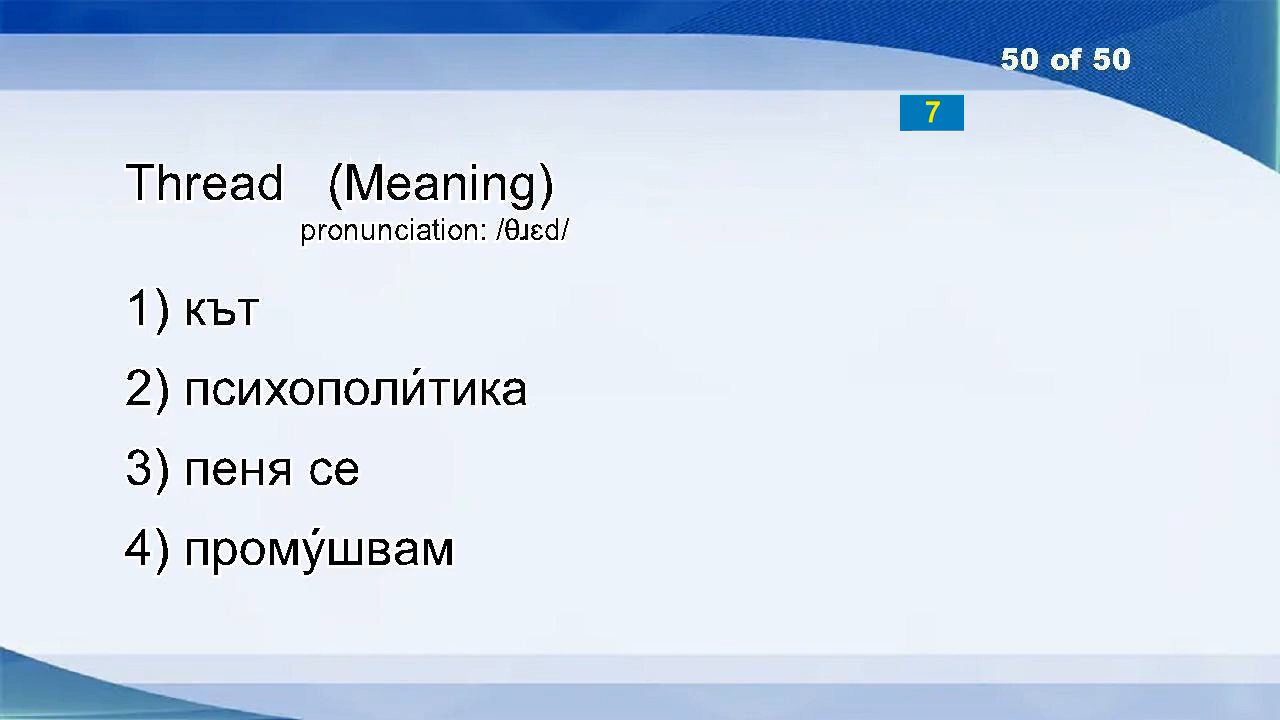 50 of 50
7
Thread (Meaning)
pronunciation: /θɹɛd/
1) кът
2) психополи́тика
3) пеня се
4) прому́швам